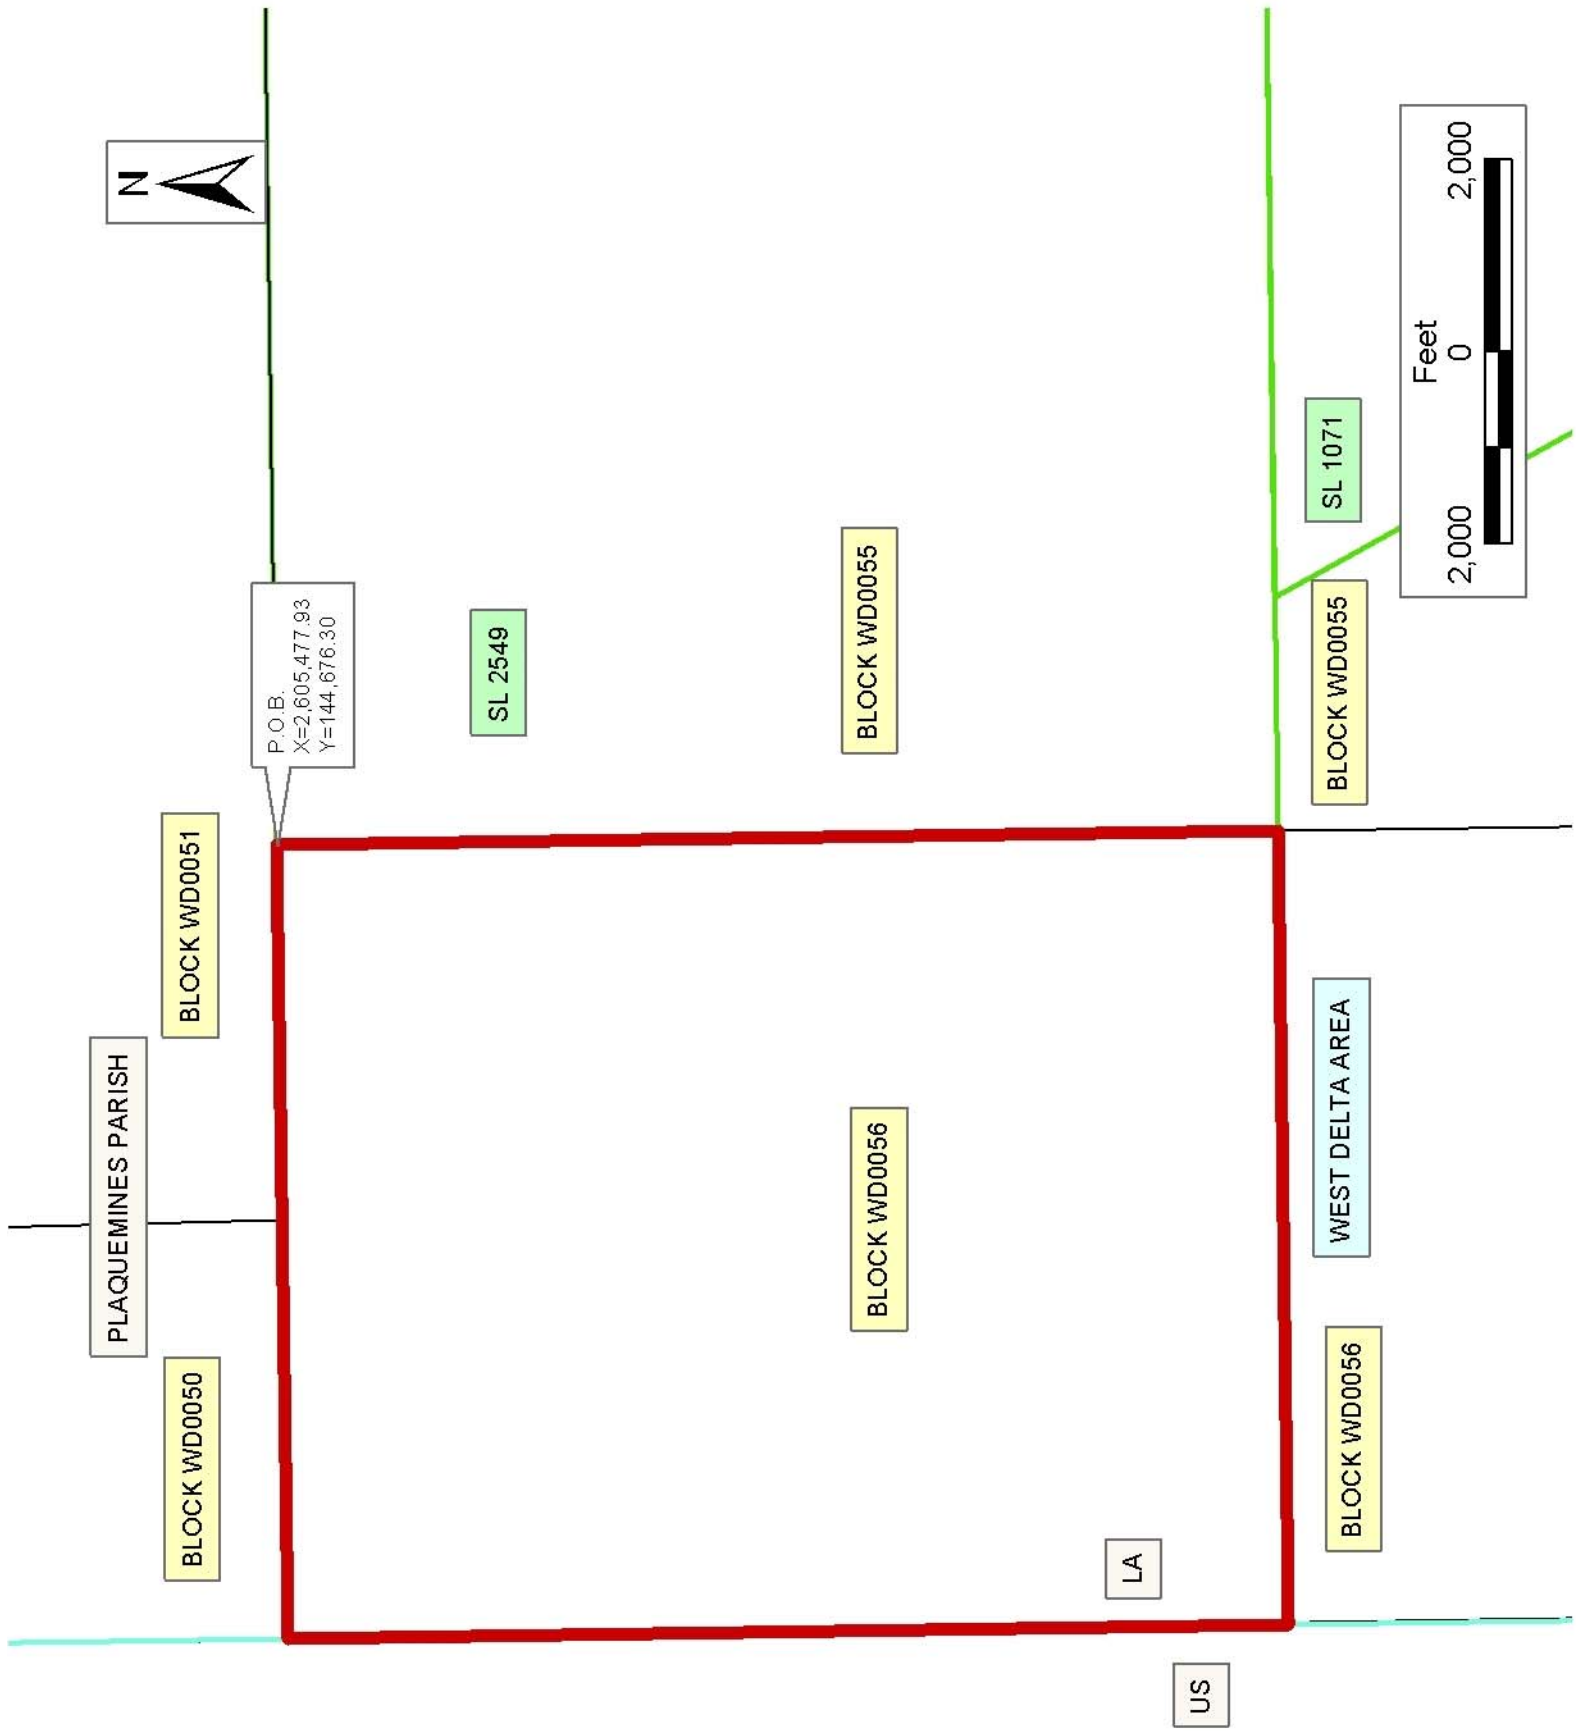 PLAQUEMINES PARISH
N
BLOCK WD0050
BLOCK WD0051
P.O.B.
X=2,605,477.93
Y=144,676.30
SL 2549
BLOCK WD0056
BLOCK WD0055
LA
US
BLOCK WD0056
WEST DELTA AREA
BLOCK WD0055
SL 1071
Feet
2,000 0 2,000